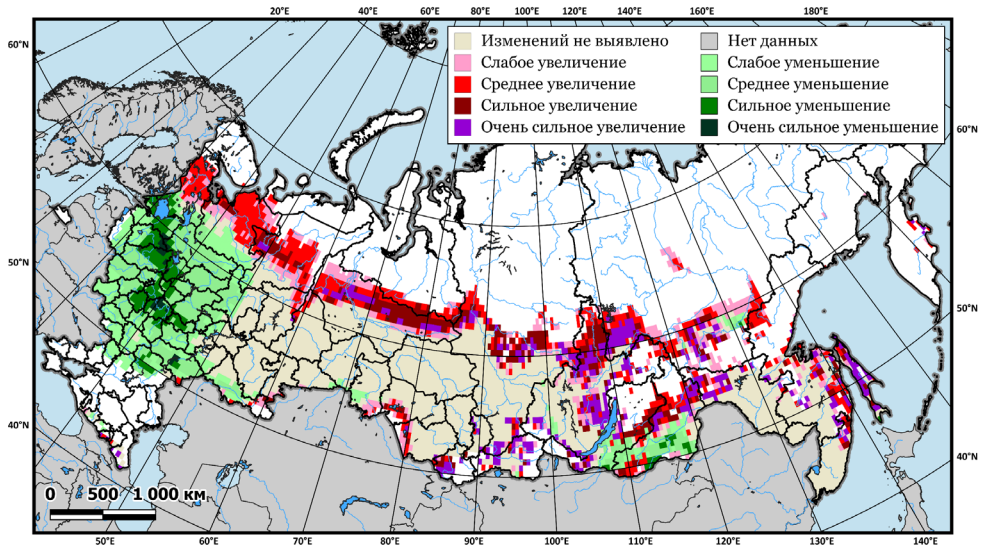 20°E 40°E 60°E 80°E 100°E 120°E 140°E 160°E 180°E
60°N
50°N
40°N
Изменений не выявлено
Слабое увеличение
Среднее увеличение
Сильное увеличение
Очень сильное увеличение
Нет данных
Слабое уменьшение
Среднее уменьшение
Сильное уменьшение
Очень сильное уменьшение
60°N
50°N
40°N
0 500 1 000 км
50°E 60°E 70°E 80°E 90°E 100°E 110°E 120°E 130°E 140°E